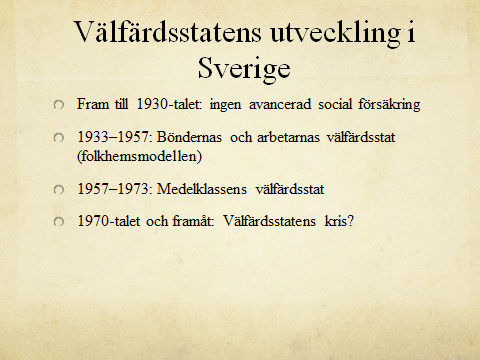 Välfärdsstatens utveckling i
Sverige
Fram till 1930-talet: ingen avancerad social försäkring
1933–1957: Böndernas och arbetarnas välfärdsstat
(folkhemsmodellen)
1957–1973: Medelklassens välfärdsstat
1970-talet och framåt: Välfärdsstatens kris?